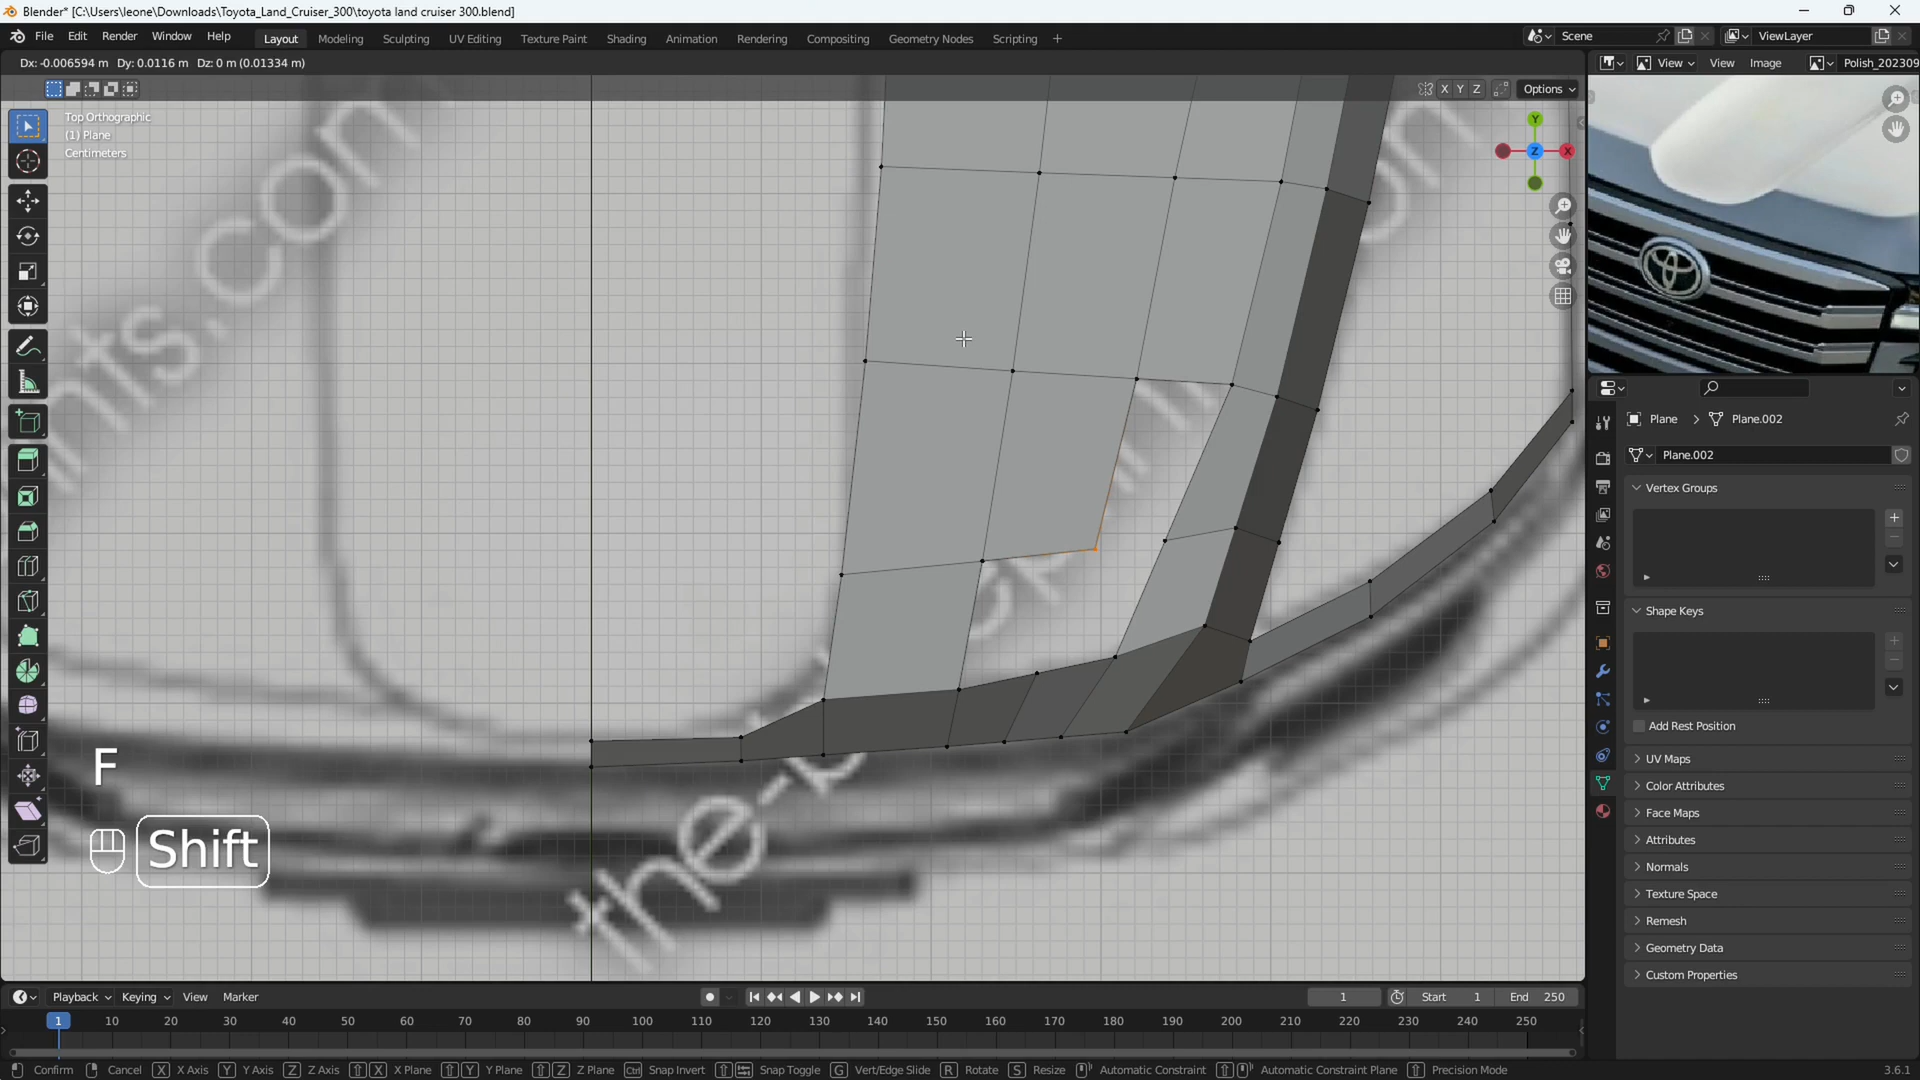 Blender* [C:\Users\leone\Downloads\Toyota_Land_Cruiser_300\toyota land cruiser 300.blend]
File Edit Render Window Help Layout Modeling Sculpting UV Editing Texture Paint Shading Animation Rendering Compositing Geometry Nodes Scripting + Scene ViewLayer
Dx: -0.006594 m Dy: 0.0116 m Dz: 0 m (0.01334 m) View View Image Polish_202309
X Y Z Options
Top Orthographic
(1) Plane
Centimeters
Y
Z X
Plane > Plane.002
Plane.002
Vertex Groups
Shape Keys
Add Rest Position
UV Maps
Color Attributes
Face Maps
Attributes
Normals
Texture Space
Remesh
Geometry Data
Custom Properties
F
Shift
Playback Keying View Marker 1 Start 1 End 250
1 10 20 30 40 50 60 70 80 90 100 110 120 130 140 150 160 170 180 190 200 210 220 230 240 250
Confirm Cancel X X Axis Y Y Axis Z Z Axis X X Plane Y Y Plane Z Z Plane Ctrl Snap Invert Snap Toggle G Vert/Edge Slide R Rotate S Resize Automatic Constraint Automatic Constraint Plane Precision Mode 3.6.1